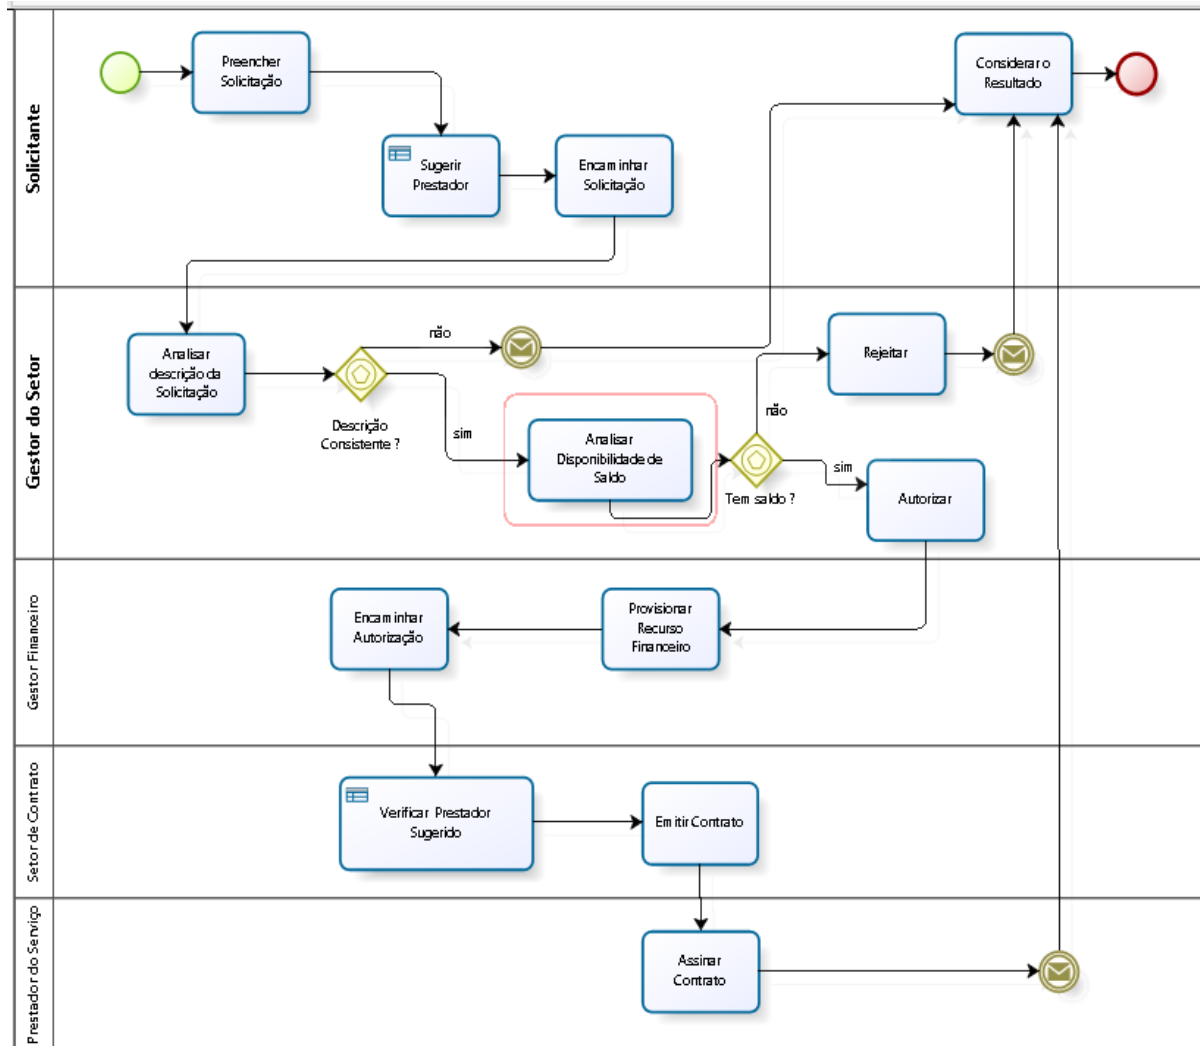 Solicitante
Preencher
Solicitação
Sugerir
Prestador
Encaminhar
Solicitação
Considerar o
Resultado
Gestor do Setor
Analisar
descrição da
Solicitação
Descrição
Consistente ?
não
sim
Analisar
Disponibilidade de
Saldo
Tem saldo ?
não
sim
Rejeitar
Autorizar
Gestor Financeiro
Encaminhar
Autorização
Provisionar
Recurso
Financeiro
Setor de Contrato
Verificar Prestador
Sugerido
Emitir Contrato
Prestador do Serviço
Assinar
Contrato